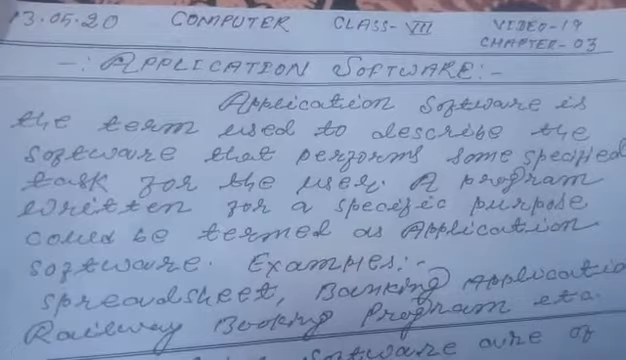 13.05.20 COMPUTER CLASS-VII VIDEO-19
CHAPTER-03
-: APPLICATION SOFTWARE:-
Application Software is
the term used to describe the
software that performs some specified
task for the user. A program
written for a specific purpose
could be termed as Application
software. Examples:-
spreadsheet, Banking Applicatio
Railway Booking Program etc.
Software are of